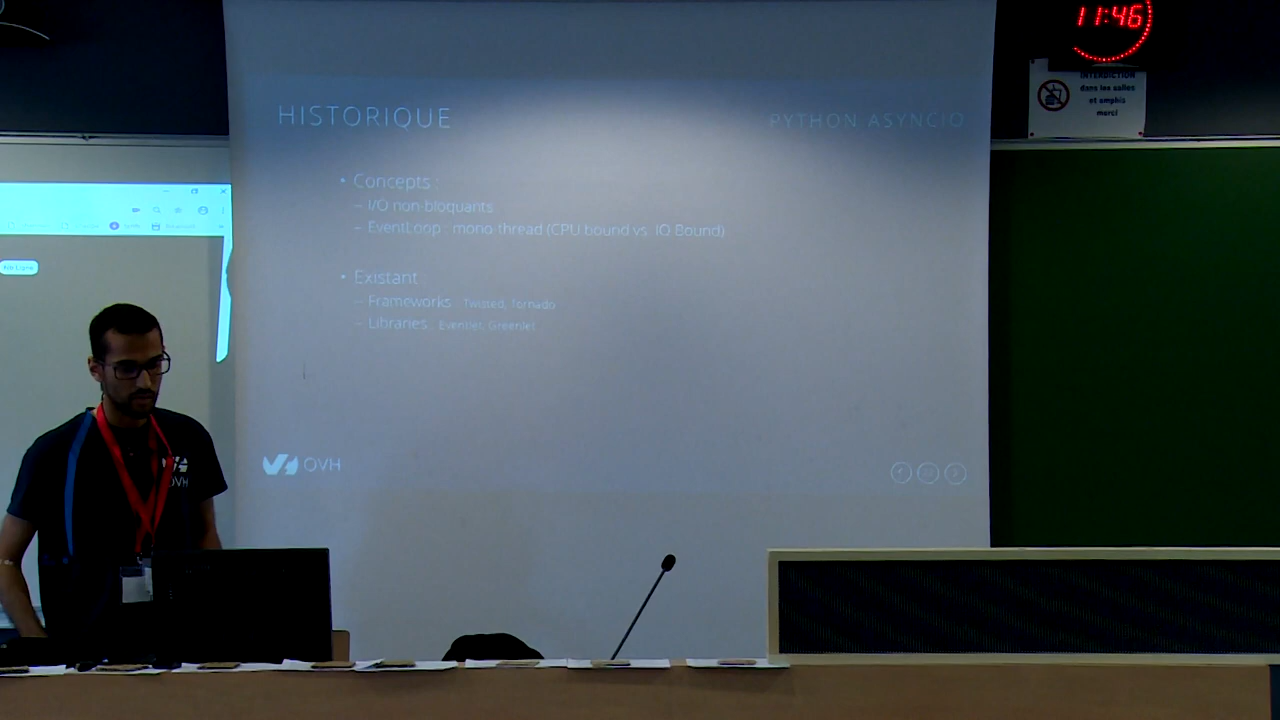 11:46
INTERDICTION
dans les salles
et amphis
merci
HISTORIQUE
PYTHON ASYNCIO
• Concepts :
– I/O non-bloquants
– EventLoop : mono thread (CPU bound vs IO Bound)
• Existant :
– Frameworks : Twisted, Tornado
– Libraries : Eventlet, Greenlet
OVH
OVH